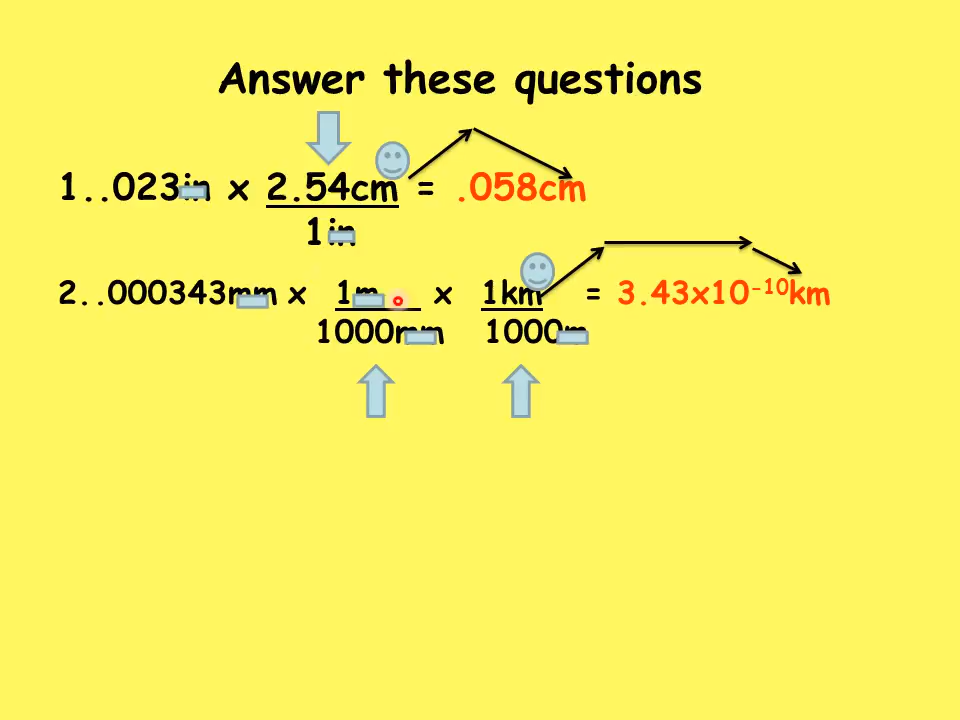 Answer these questions
1..023in x 2.54cm = .058cm
1in
2..000343mm x 1m x 1km = 3.43x10⁻¹⁰km
1000mm 1000m